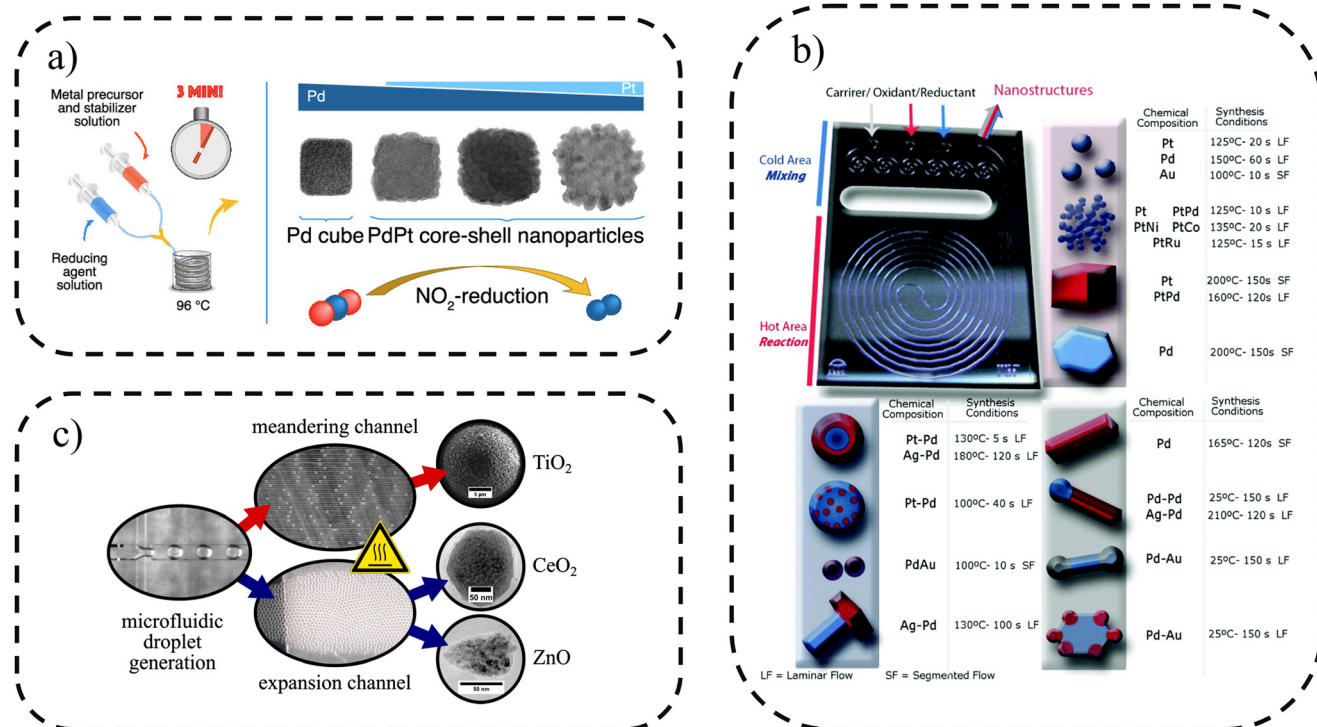 a)
Metal precursor
and stabilizer
solution
3 MIN!
Reducing
agent
solution
96 °C
Pd
Pt
Pd cube
PdPt core-shell nanoparticles
NO2-reduction
b)
Carrirer/ Oxidant/Reductant
Nanostructures
Cold Area
Mixing
Hot Area
Reaction
Chemical
Composition
Synthesis
Conditions
Pt 125ºC- 20 s LF
Pd 150ºC- 60 s LF
Au 100ºC- 10 s SF
Pt PtPd 125ºC- 10 s LF
PtNi PtCo 135ºC- 20 s LF
PtRu 125ºC- 15 s LF
Pt 200ºC- 150s SF
PtPd 160ºC- 120s LF
Pd 200ºC- 150s SF
Chemical
Composition
Synthesis
Conditions
Pt-Pd 130ºC- 5 s LF
Ag-Pd 180ºC- 120 s LF
Pt-Pd 100ºC- 40 s LF
PdAu 100ºC- 10 s SF
Ag-Pd 130ºC- 100 s LF
Chemical
Composition
Synthesis
Conditions
Pd 165ºC- 120s SF
Pd-Pd 25ºC- 150 s LF
Ag-Pd 210ºC- 120 s LF
Pd-Au 25ºC- 150 s LF
Pd-Au 25ºC- 150 s LF
LF = Laminar Flow SF = Segmented Flow
c)
meandering channel
TiO2
5 µm
microfluidic
droplet
generation
CeO2
50 nm
expansion channel
ZnO
50 nm